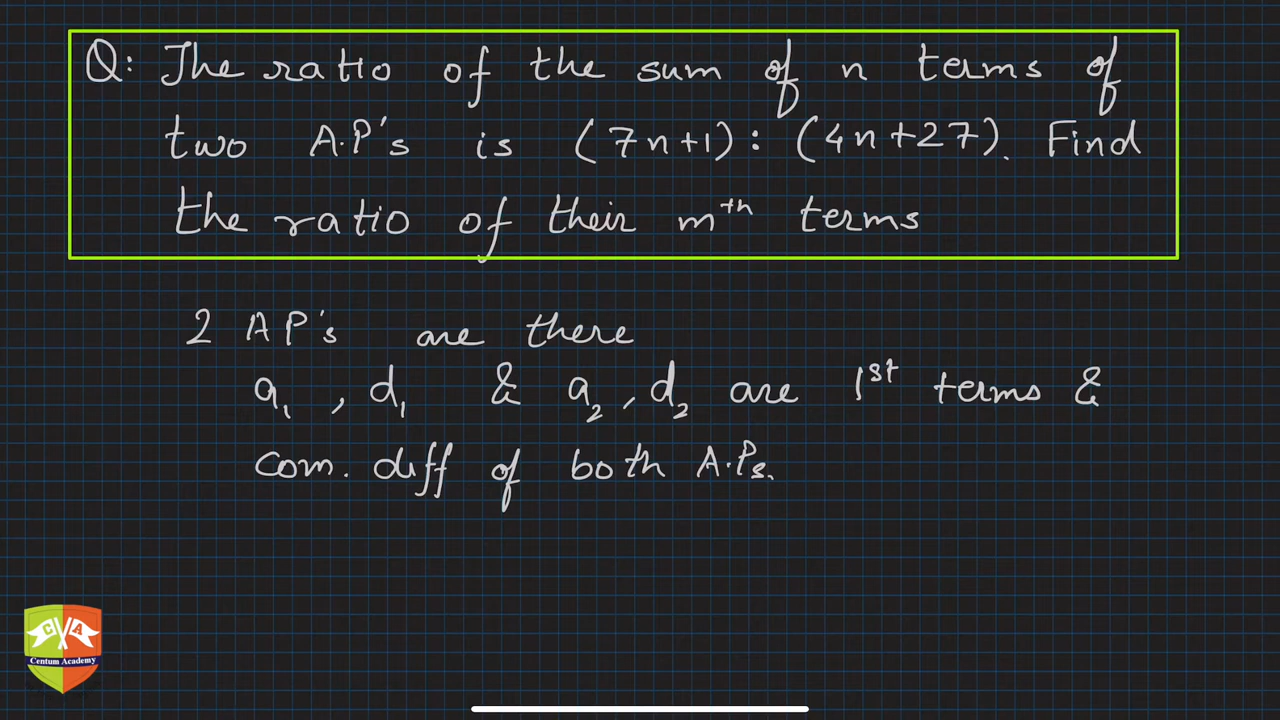 Q: The ratio of the sum of n terms of
two A.P's is (7n+1) : (4n+27). Find
the ratio of their mᵗʰ terms
2 AP's are there
a₁ , d₁ & a₂ , d₂ are 1ˢᵗ terms &
com. diff of both A.Ps.
C A
Centum Academy